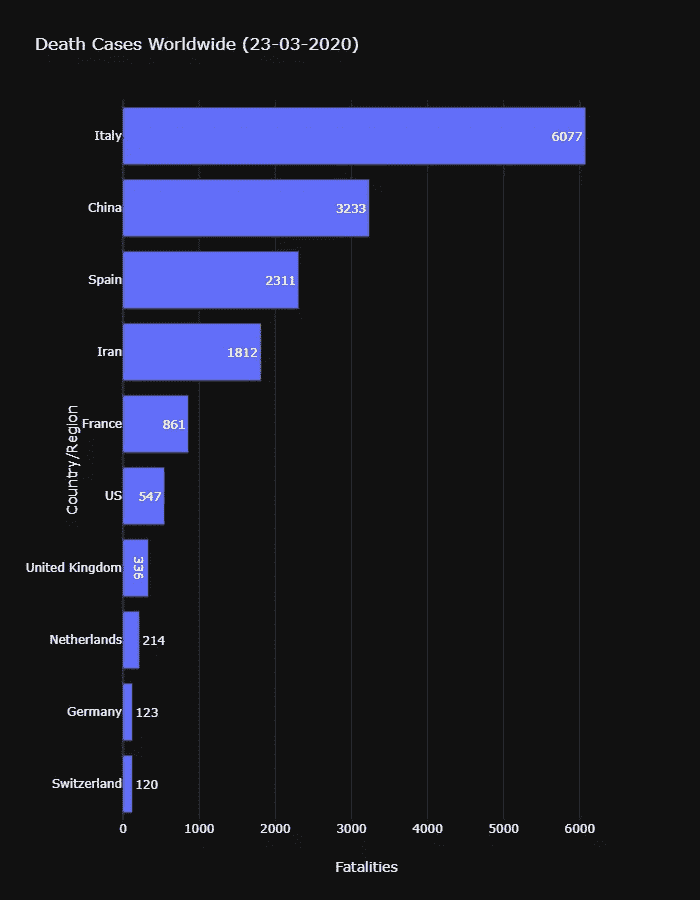 Death Cases Worldwide (23-03-2020)
Italy 6077
China 3233
Spain 2311
Iran 1812
France 861
US 547
United Kingdom 336
Netherlands 214
Germany 123
Switzerland 120
Country/Region
0 1000 2000 3000 4000 5000 6000
Fatalities